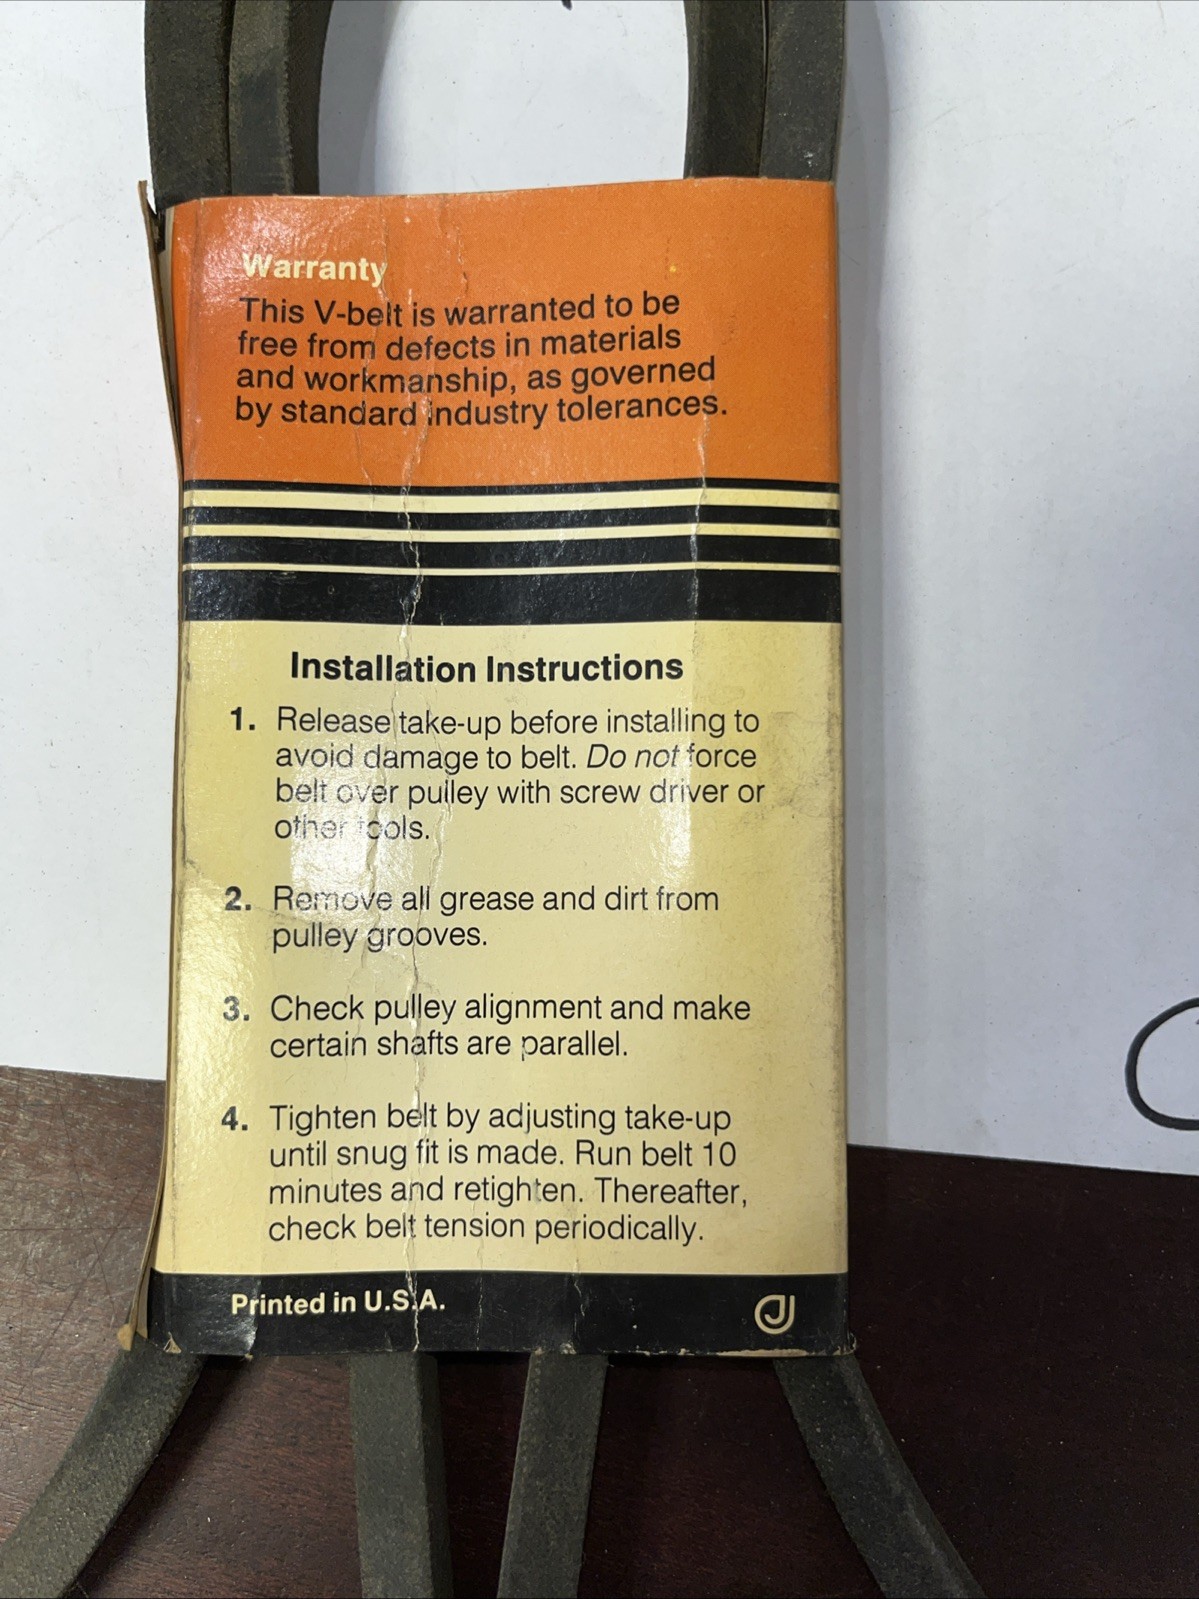 Warranty
This V-belt is warranted to be
free from defects in materials
and workmanship, as governed
by standard industry tolerances.
Installation Instructions
1. Release take-up before installing to
avoid damage to belt. Do not force
belt over pulley with screw driver or
other tools.
2. Remove all grease and dirt from
pulley grooves.
3. Check pulley alignment and make
certain shafts are parallel.
4. Tighten belt by adjusting take-up
until snug fit is made. Run belt 10
minutes and retighten. Thereafter,
check belt tension periodically.
Printed in U.S.A.